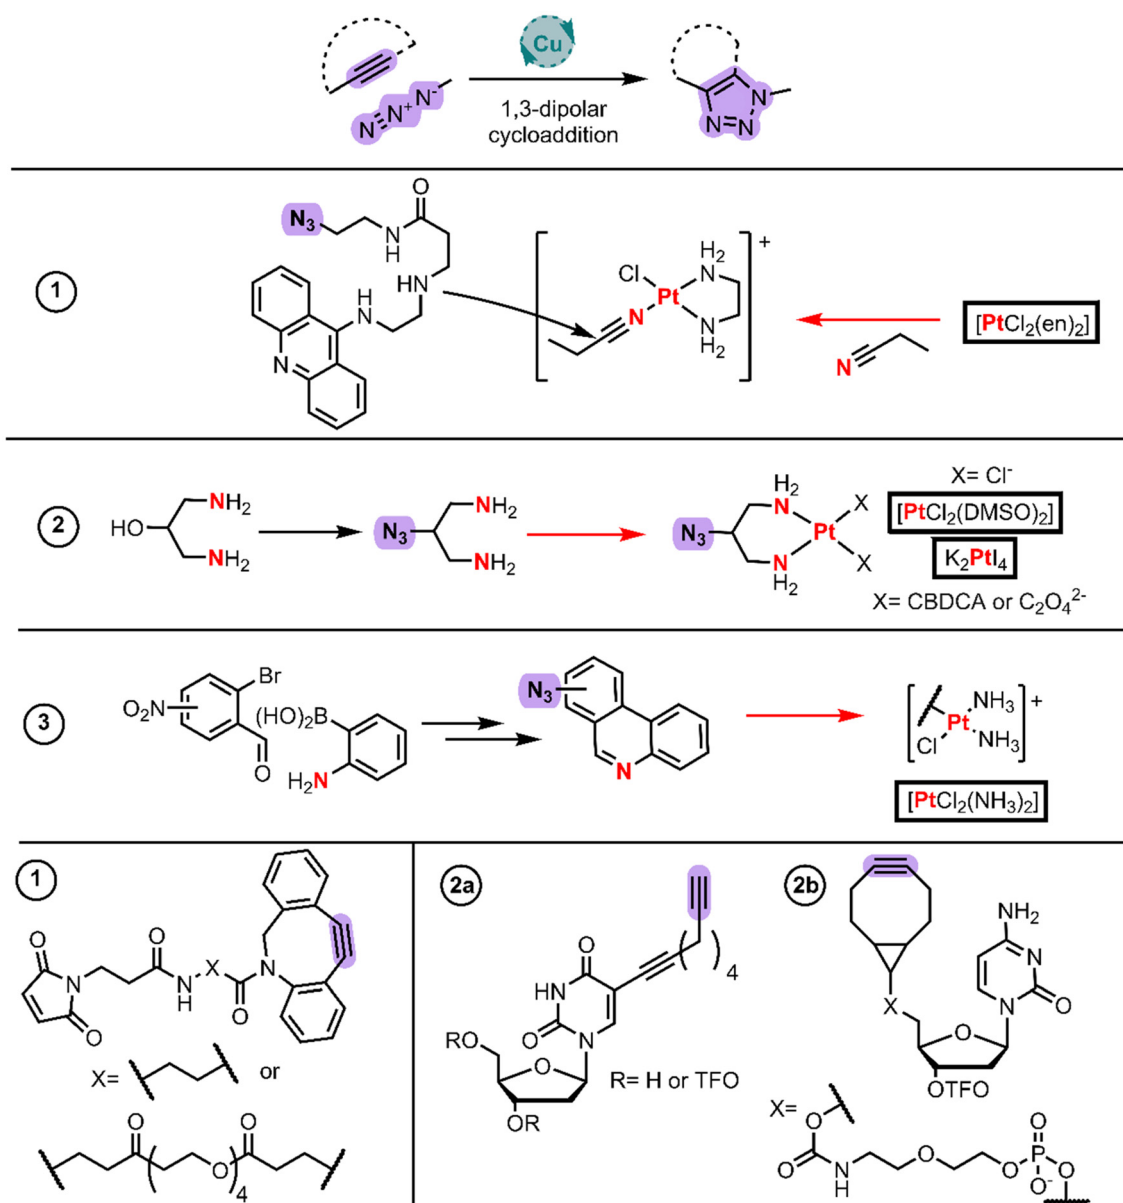 Cu
N≡N⁺ N⁻
1,3-dipolar
cycloaddition
N N N
1
N₃
O
N
H
HN
H
N
N
Cl
H₂
N
Pt
N
N
H₂
+
N
[PtCl₂(en)₂]
2
HO
NH₂
NH₂
N₃
NH₂
NH₂
N₃
H₂
N
Pt
N
H₂
X
X
X= Cl⁻
[PtCl₂(DMSO)₂]
K₂PtI₄
X= CBDCA or C₂O₄²⁻
3
O₂N
Br
O
(HO)₂B
H₂N
N₃
N
Pt
Cl
NH₃
NH₃
+
[PtCl₂(NH₃)₂]
1
O
N
O
O
N
H
X
O
N
X=
or
O
O
4
O
2a
4
O
HN
O
N
RO
O
OR
R= H or TFO
2b
NH₂
N
N
O
X
O
OTFO
X=
O
O
N
H
O
O
O
P
O⁻
O